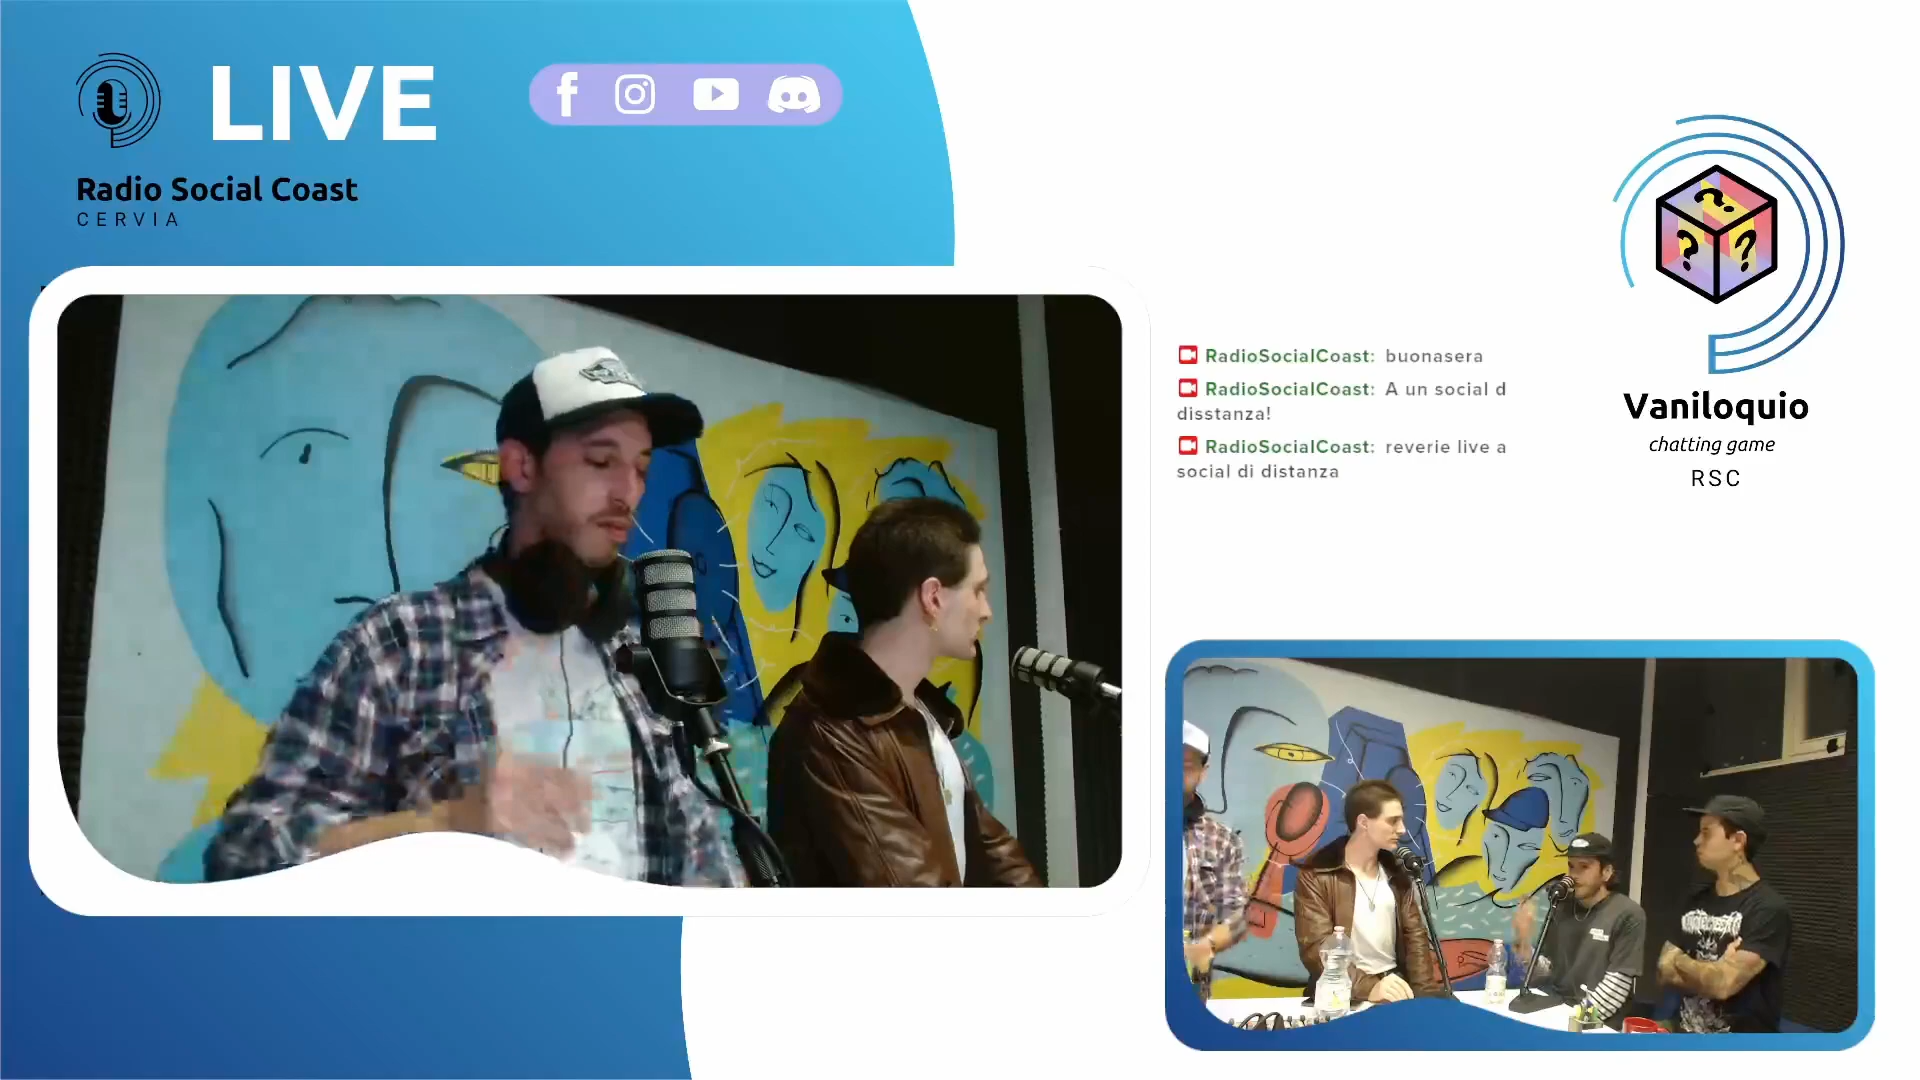 LIVE
Radio Social Coast
CERVIA
RadioSocialCoast: buonasera
RadioSocialCoast: A un social d
disstanza!
RadioSocialCoast: reverie live a
social di distanza
Vaniloquio
chatting game
RSC